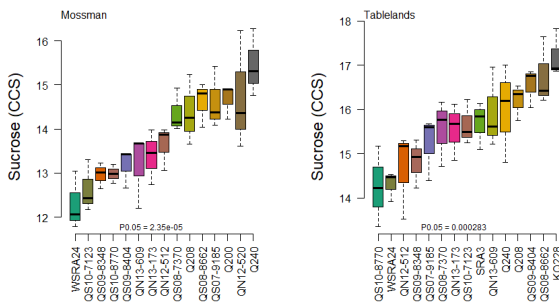 Mossman
Sucrose (CCS)
16
15
14
13
12
P0.05 = 2.35e-05
WSRA24
QS10-7123
QS09-8348
QS10-8770
QS09-8404
QN13-609
QN13-173
QN12-512
QS08-7370
Q208
QS08-8662
QS07-9185
Q200
QN12-520
Q240
Tablelands
Sucrose (CCS)
18
17
16
15
14
P0.05 = 0.000283
QS10-8770
WSRA24
QN12-512
QS09-8348
QS07-9185
QS08-7370
QN13-173
QS10-7123
SRA3
QN13-609
Q240
Q208
QS09-8404
QS08-8662
KQ228